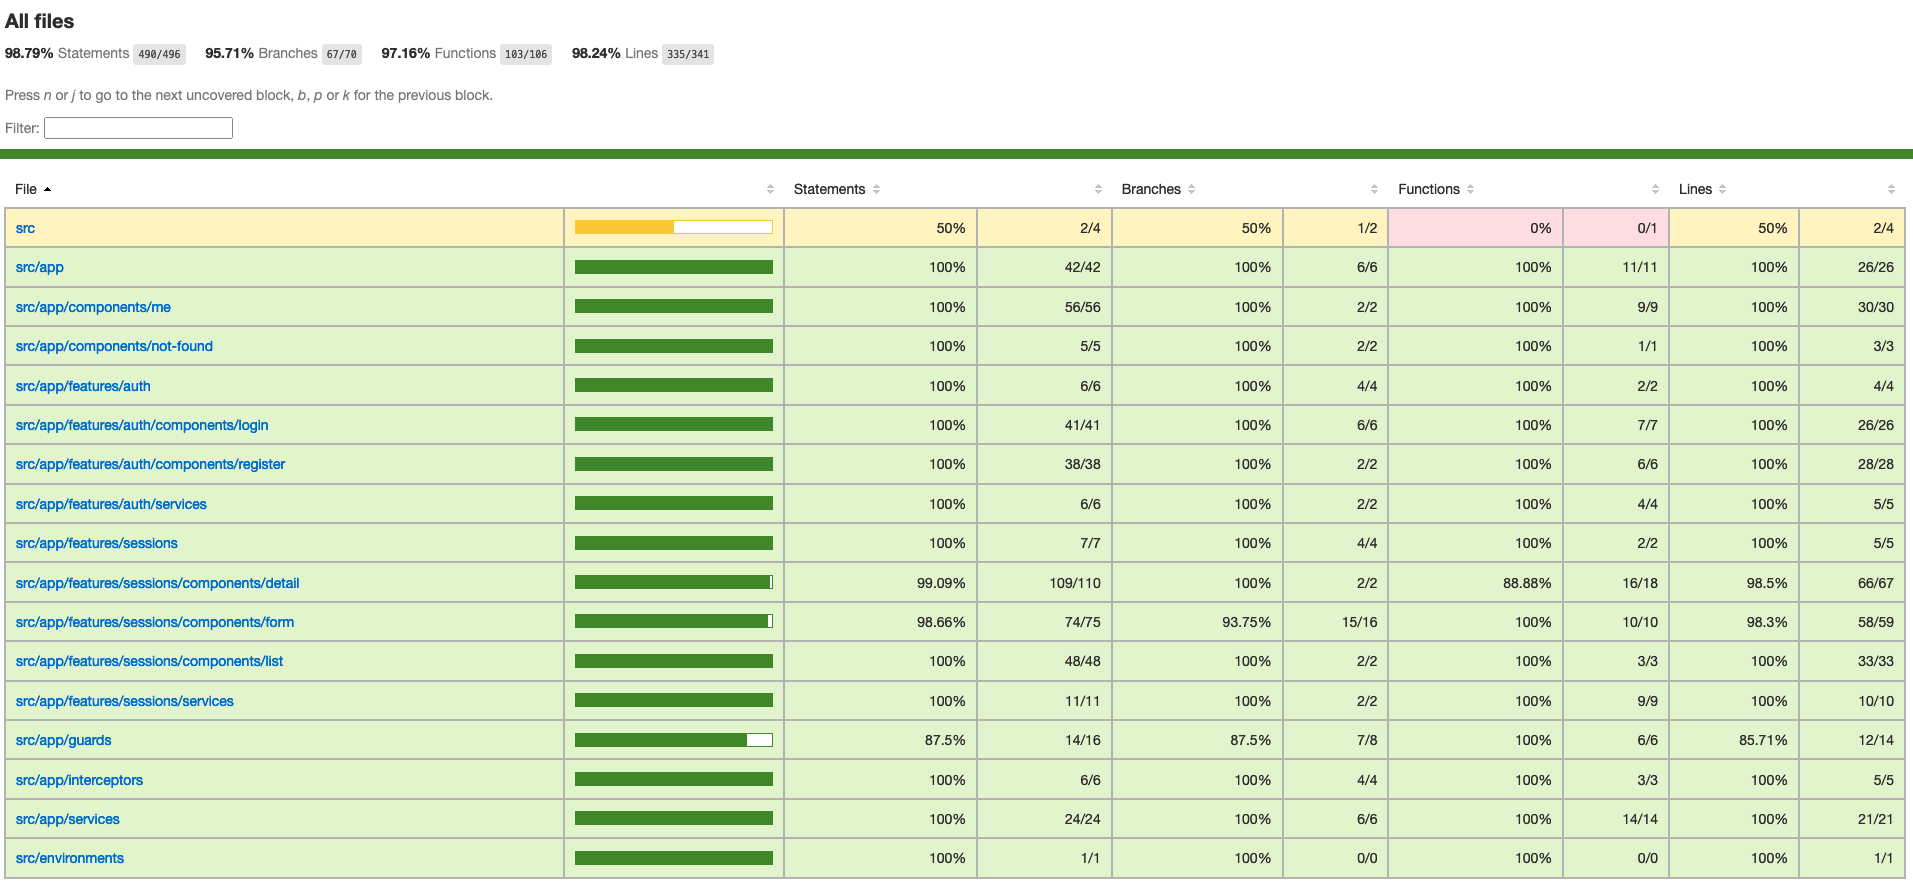 All files
98.79% Statements 490/496 95.71% Branches 67/70 97.16% Functions 103/106 98.24% Lines 335/341
Press n or j to go to the next uncovered block, b, p or k for the previous block.
Filter:
File Statements Branches Functions Lines
src 50% 2/4 50% 1/2 0% 0/1 50% 2/4
src/app 100% 42/42 100% 6/6 100% 11/11 100% 26/26
src/app/components/me 100% 56/56 100% 2/2 100% 9/9 100% 30/30
src/app/components/not-found 100% 5/5 100% 2/2 100% 1/1 100% 3/3
src/app/features/auth 100% 6/6 100% 4/4 100% 2/2 100% 4/4
src/app/features/auth/components/login 100% 41/41 100% 6/6 100% 7/7 100% 26/26
src/app/features/auth/components/register 100% 38/38 100% 2/2 100% 6/6 100% 28/28
src/app/features/auth/services 100% 6/6 100% 2/2 100% 4/4 100% 5/5
src/app/features/sessions 100% 7/7 100% 4/4 100% 2/2 100% 5/5
src/app/features/sessions/components/detail 99.09% 109/110 100% 2/2 88.88% 16/18 98.5% 66/67
src/app/features/sessions/components/form 98.66% 74/75 93.75% 15/16 100% 10/10 98.3% 58/59
src/app/features/sessions/components/list 100% 48/48 100% 2/2 100% 3/3 100% 33/33
src/app/features/sessions/services 100% 11/11 100% 2/2 100% 9/9 100% 10/10
src/app/guards 87.5% 14/16 87.5% 7/8 100% 6/6 85.71% 12/14
src/app/interceptors 100% 6/6 100% 4/4 100% 3/3 100% 5/5
src/app/services 100% 24/24 100% 6/6 100% 14/14 100% 21/21
src/environments 100% 1/1 100% 0/0 100% 0/0 100% 1/1